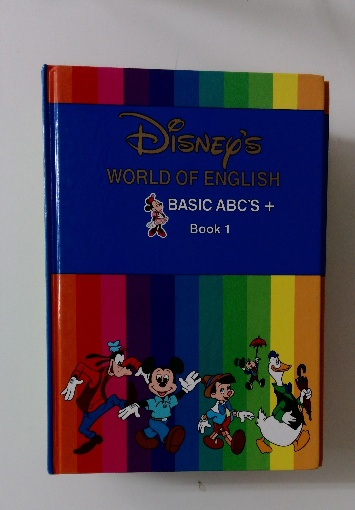 Disney's
WORLD OF ENGLISH
BASIC ABC'S +
Book 1